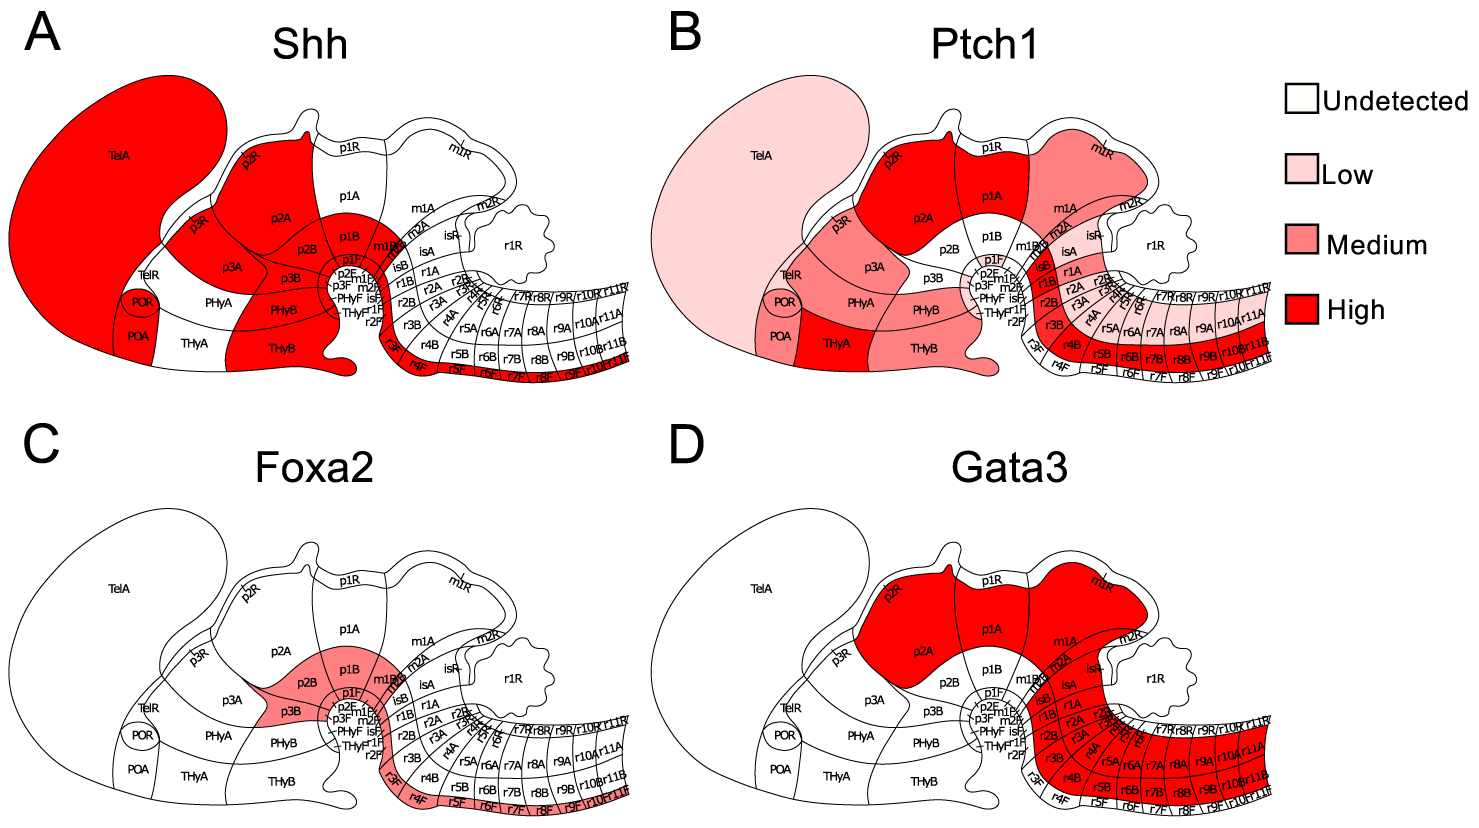 A
Shh
B
Ptch1
Undetected
Low
Medium
High
TelA
p2R
p1R
m1R
p1A
p2A
m1A
m2R
m2A
isR
r1R
p3R
p1B
p2B
m1B
isA
isB
p3A
p3B
p1F
p2F
p3F
m1F
m2F
TelR
POR
POA
PHyA
PHyB
PHyF
isF
THyF
r1F
r2F
THyA
THyB
r1A
r1B
r2A
r2R
r2B
r3A
r3B
r4A
r4B
r3F
r4F
r5A r6A r7A r8A r9A r10A r11A
r5B r6B r7B r8B r9B r10B r11B
r5F r6F r7F r8F r9F r10F r11F
r7R r8R r9R r10R r11R
TelA
p2R
p1R
m1R
p1A
p2A
m1A
m2R
m2A
isR
r1R
p3R
p1B
p2B
m1B
isA
isB
p3A
p3B
p1F
p2F
p3F
m1F
m2F
TelR
POR
POA
PHyA
PHyB
PHyF
isF
THyF
r1F
r2F
THyA
THyB
r1A
r1B
r2A
r2R
r2B
r3A
r3B
r4A
r4B
r3F
r4F
r5A r6A r7A r8A r9A r10A r11A
r5B r6B r7B r8B r9B r10B r11B
r5F r6F r7F r8F r9F r10F r11F
r7R r8R r9R r10R r11R
C
Foxa2
D
Gata3
TelA
p2R
p1R
m1R
p1A
p2A
m1A
m2R
m2A
isR
r1R
p3R
p1B
p2B
m1B
isA
isB
p3A
p3B
p1F
p2F
p3F
m1F
m2F
TelR
POR
POA
PHyA
PHyB
PHyF
isF
THyF
r1F
r2F
THyA
THyB
r1A
r1B
r2A
r2R
r2B
r3A
r3B
r4A
r4B
r3F
r4F
r5A r6A r7A r8A r9A r10A r11A
r5B r6B r7B r8B r9B r10B r11B
r5F r6F r7F r8F r9F r10F r11F
r7R r8R r9R r10R r11R
TelA
p2R
p1R
m1R
p1A
p2A
m1A
m2R
m2A
isR
r1R
p3R
p1B
p2B
m1B
isA
isB
p3A
p3B
p1F
p2F
p3F
m1F
m2F
TelR
POR
POA
PHyA
PHyB
PHyF
isF
THyF
r1F
r2F
THyA
THyB
r1A
r1B
r2A
r2R
r2B
r3A
r3B
r4A
r4B
r3F
r4F
r5A r6A r7A r8A r9A r10A r11A
r5B r6B r7B r8B r9B r10B r11B
r5F r6F r7F r8F r9F r10F r11F
r7R r8R r9R r10R r11R